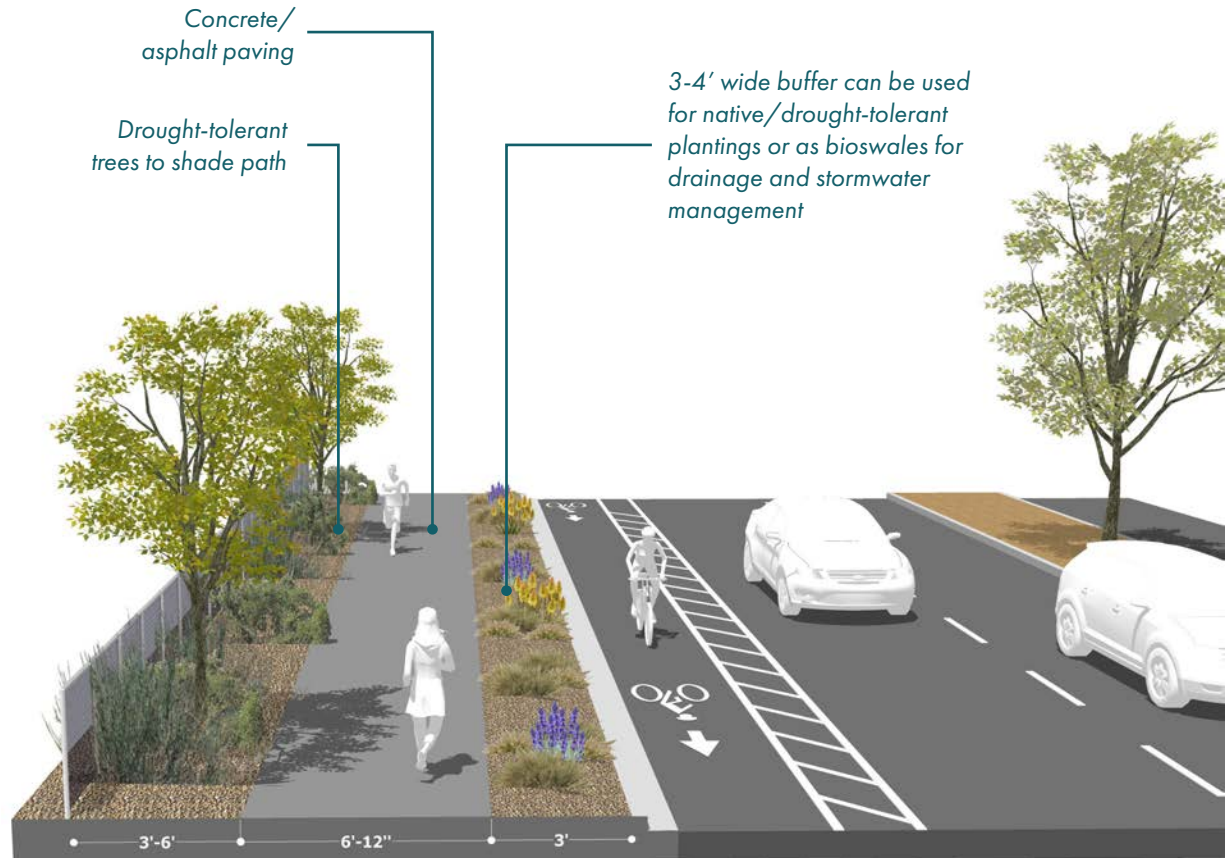 Concrete/
asphalt paving
Drought-tolerant
trees to shade path
3-4’ wide buffer can be used
for native/drought-tolerant
plantings or as bioswales for
drainage and stormwater
management
3'-6'
6'-12"
3'